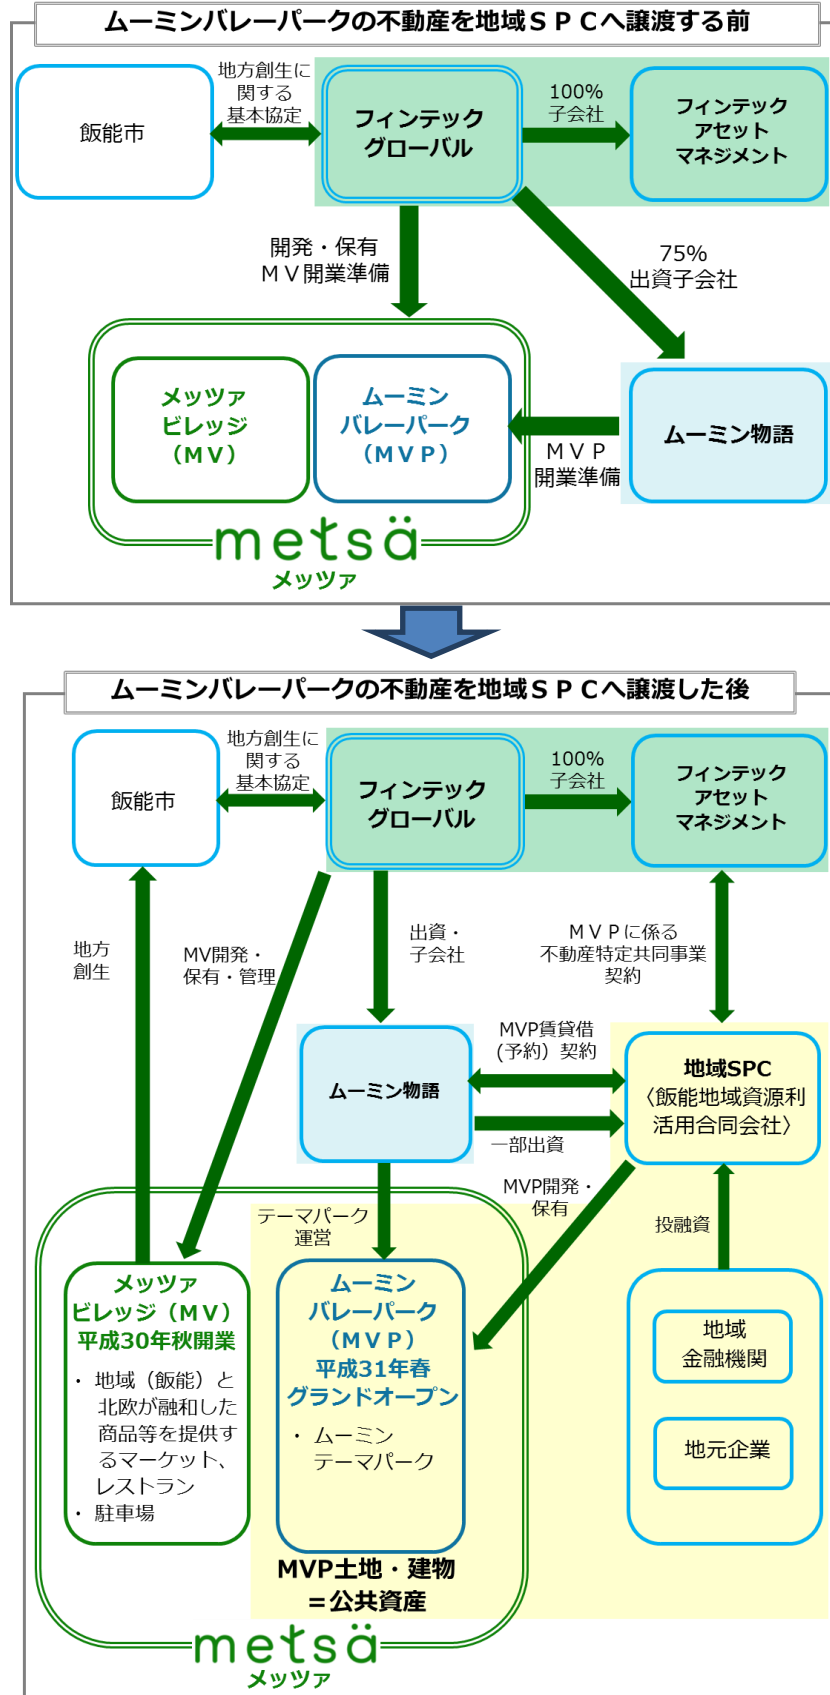 ムーミンバレーパークの不動産を地域ＳＰＣへ譲渡する前
飯能市
地方創生に
関する
基本協定
フィンテック
グローバル
100%
子会社
フィンテック
アセット
マネジメント
開発・保有
ＭＶ開業準備
75%
出資子会社
メッツァ
ビレッジ
（ＭＶ）
ムーミン
バレーパーク
（ＭＶＰ）
ＭＶＰ
開業準備
ムーミン物語
metsä
メッツァ
ムーミンバレーパークの不動産を地域ＳＰＣへ譲渡した後
飯能市
地方創生に
関する
基本協定
フィンテック
グローバル
100%
子会社
フィンテック
アセット
マネジメント
地方
創生
MV開発・
保有・管理
出資・
子会社
ＭＶＰに係る
不動産特定共同事業
契約
ムーミン物語
MVP賃貸借
(予約）契約
一部出資
地域SPC
〈飯能地域資源利
活用合同会社〉
MVP開発・
保有
テーマパーク
運営
投融資
メッツァ
ビレッジ（ＭＶ）
平成30年秋開業
・ 地域（飯能）と
北欧が融和した
商品等を提供す
るマーケット、
レストラン
・ 駐車場
ムーミン
バレーパーク
（ＭＶＰ）
平成31年春
グランドオープン
・ ムーミン
テーマパーク
地域
金融機関
地元企業
MVP土地・建物
＝公共資産
metsä
メッツァ